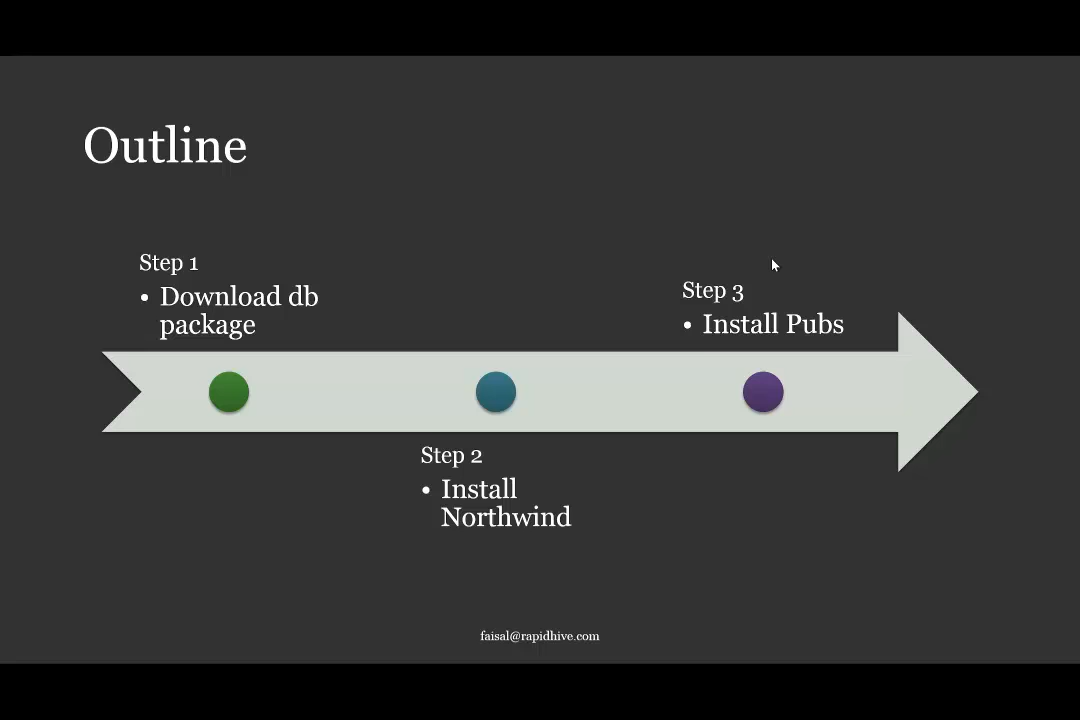 Outline
Step 1
• Download db
package
Step 3
• Install Pubs
Step 2
• Install
Northwind
faisal@rapidhive.com